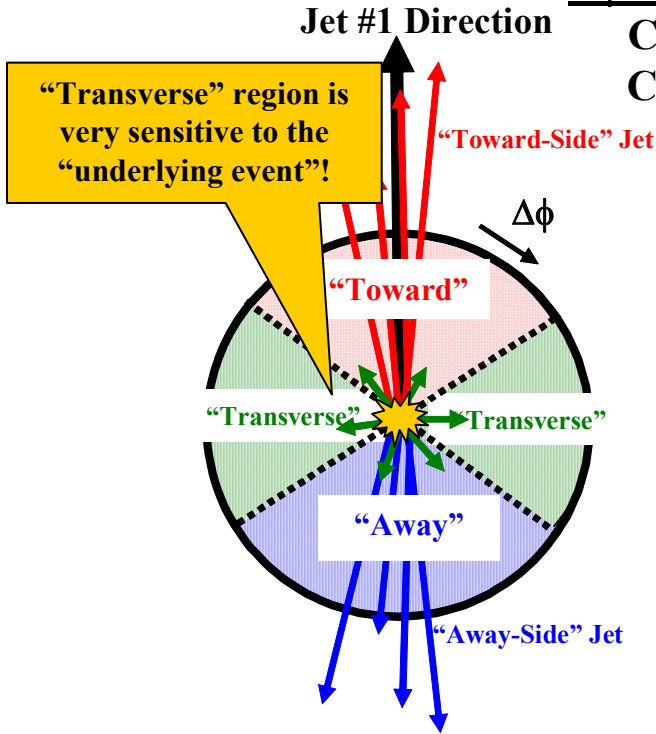 Jet #1 Direction
C
C
“Transverse” region is
very sensitive to the
“underlying event”!
“Toward-Side” Jet
Δϕ
“Toward”
“Transverse”
“Transverse”
“Away”
“Away-Side” Jet